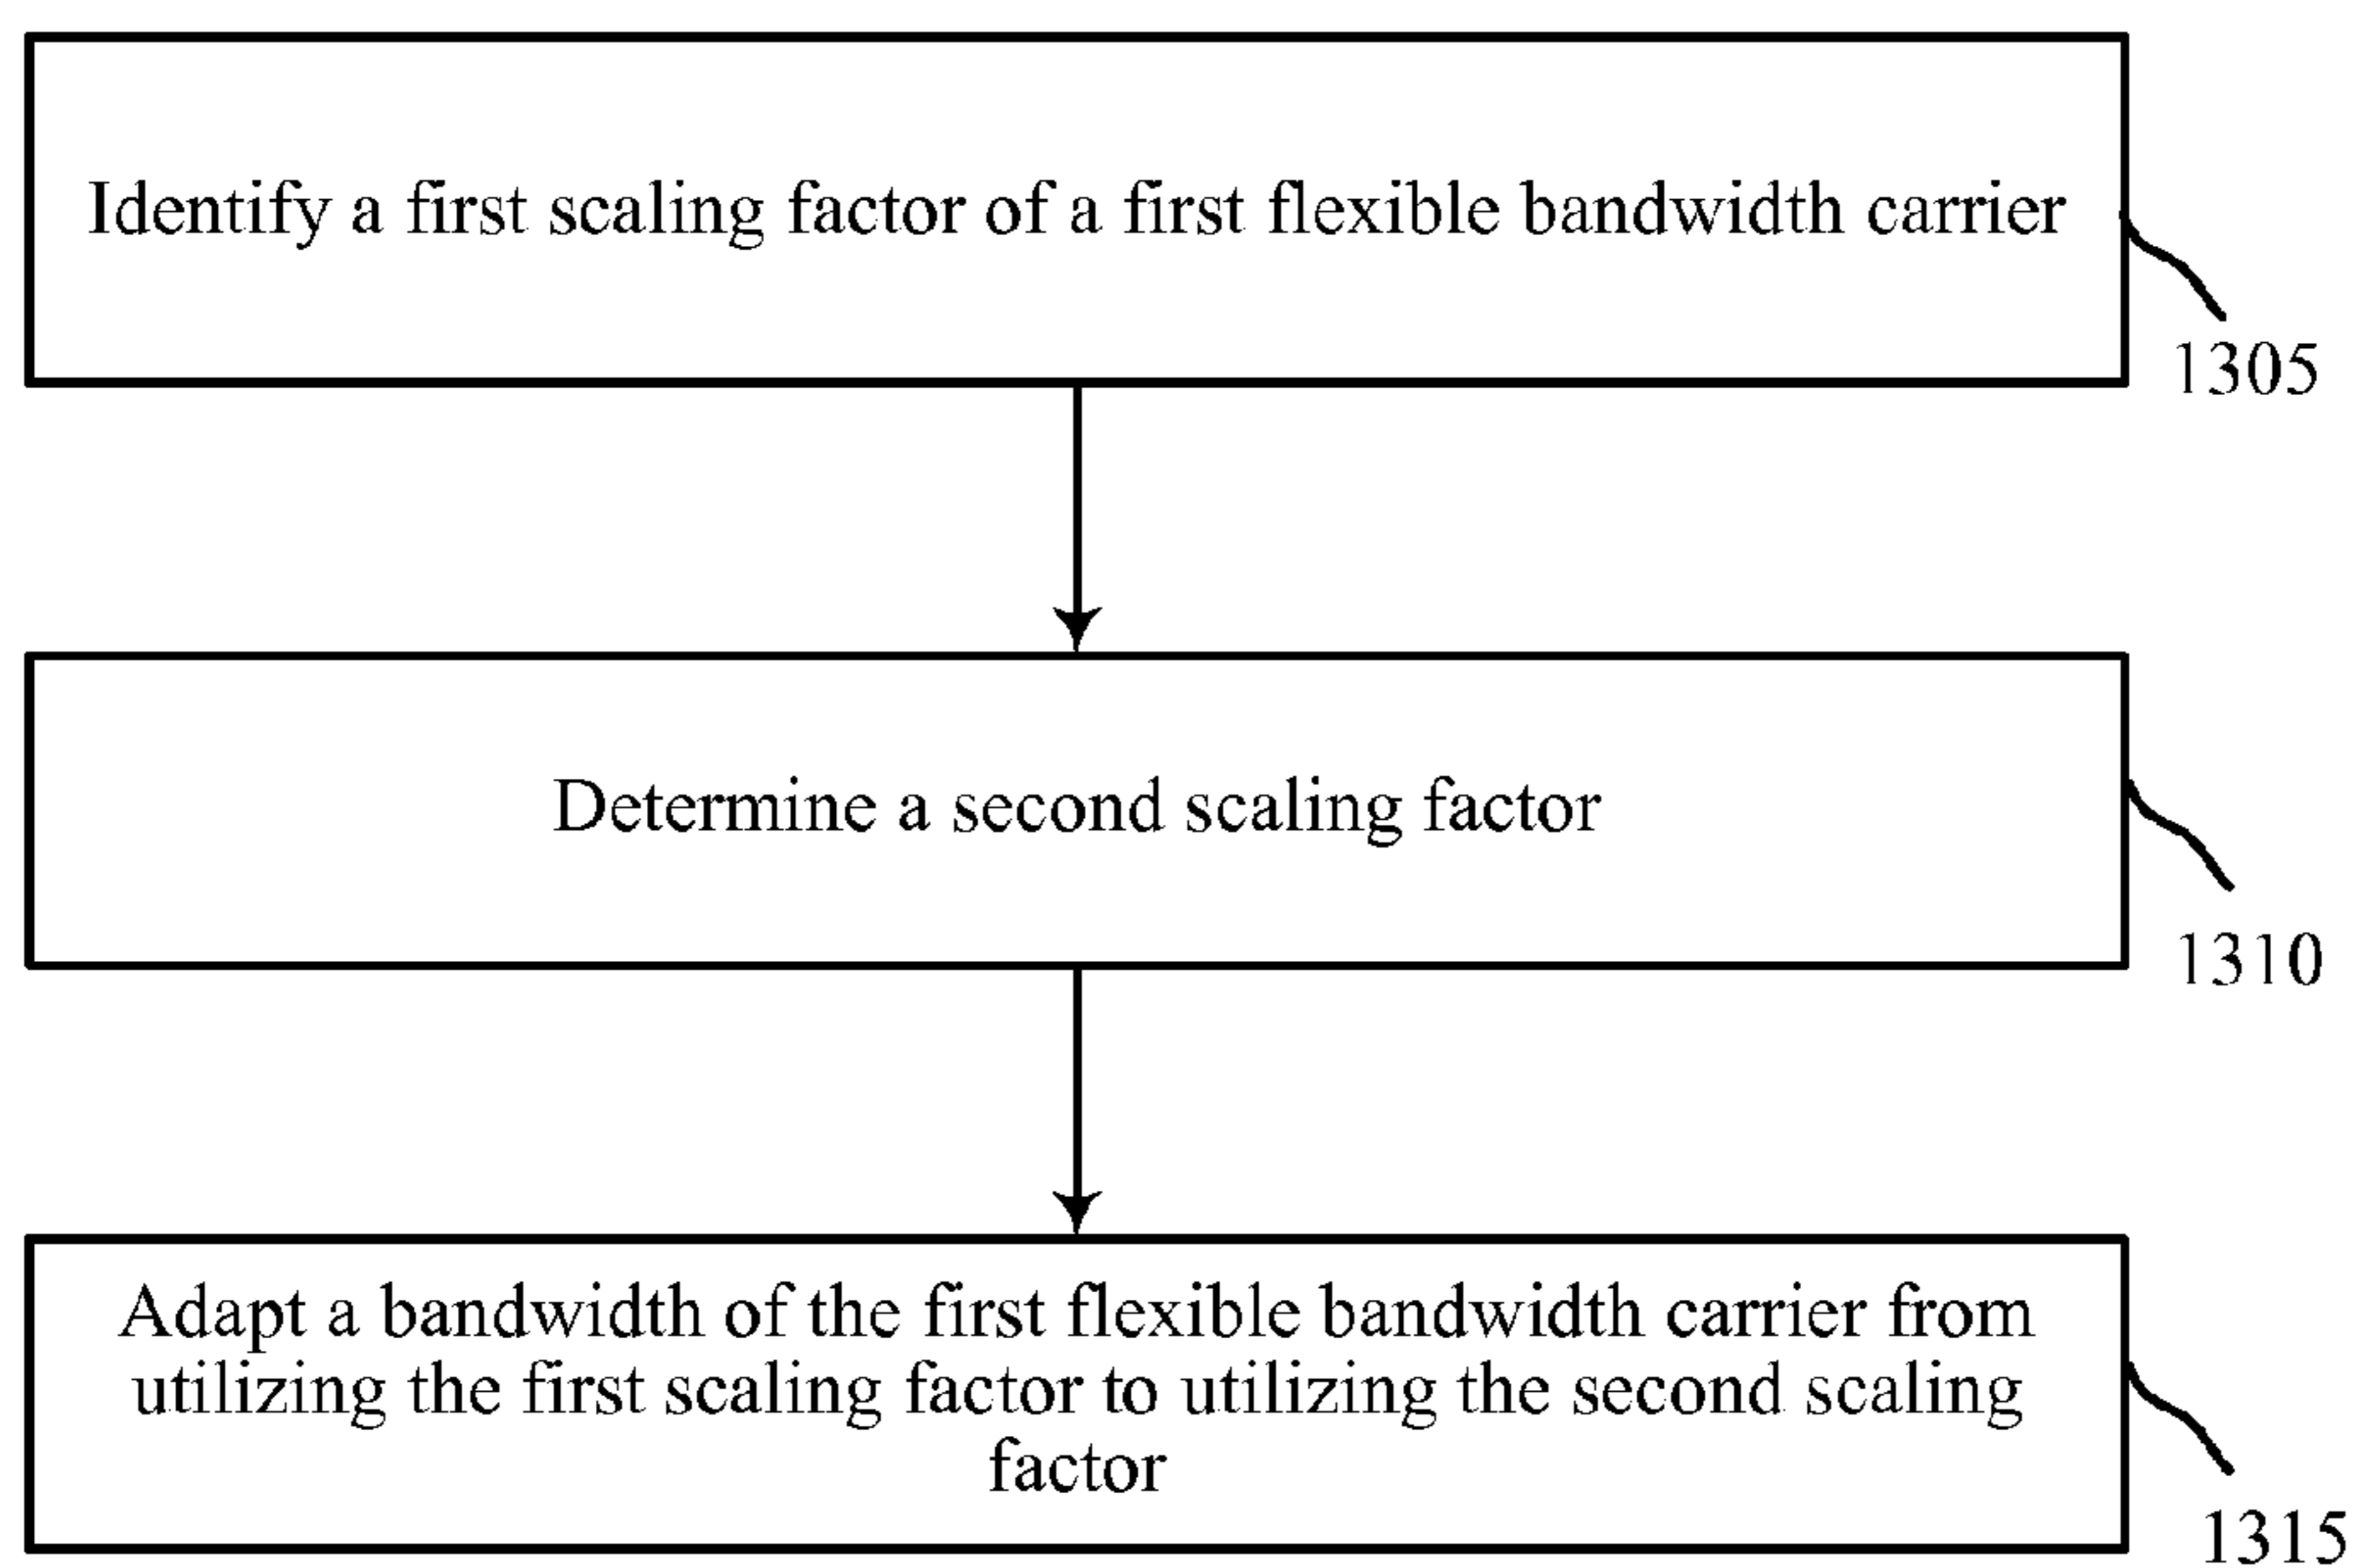 Identify a first scaling factor of a first flexible bandwidth carrier
1305
Determine a second scaling factor
1310
Adapt a bandwidth of the first flexible bandwidth carrier from
utilizing the first scaling factor to utilizing the second scaling
factor
1315